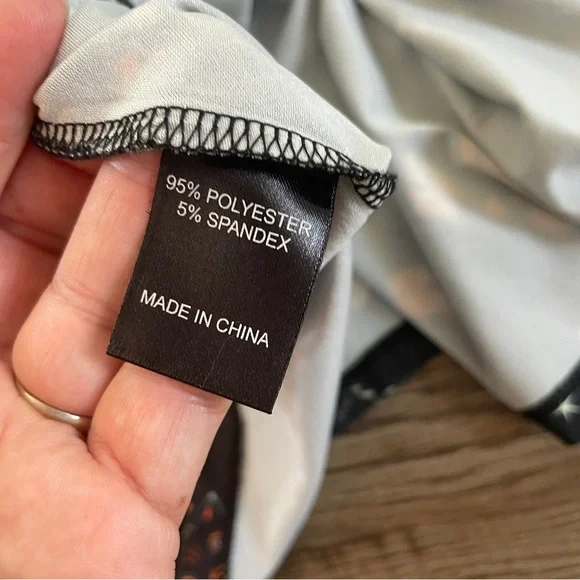 95% POLYESTER
5% SPANDEX
MADE IN CHINA